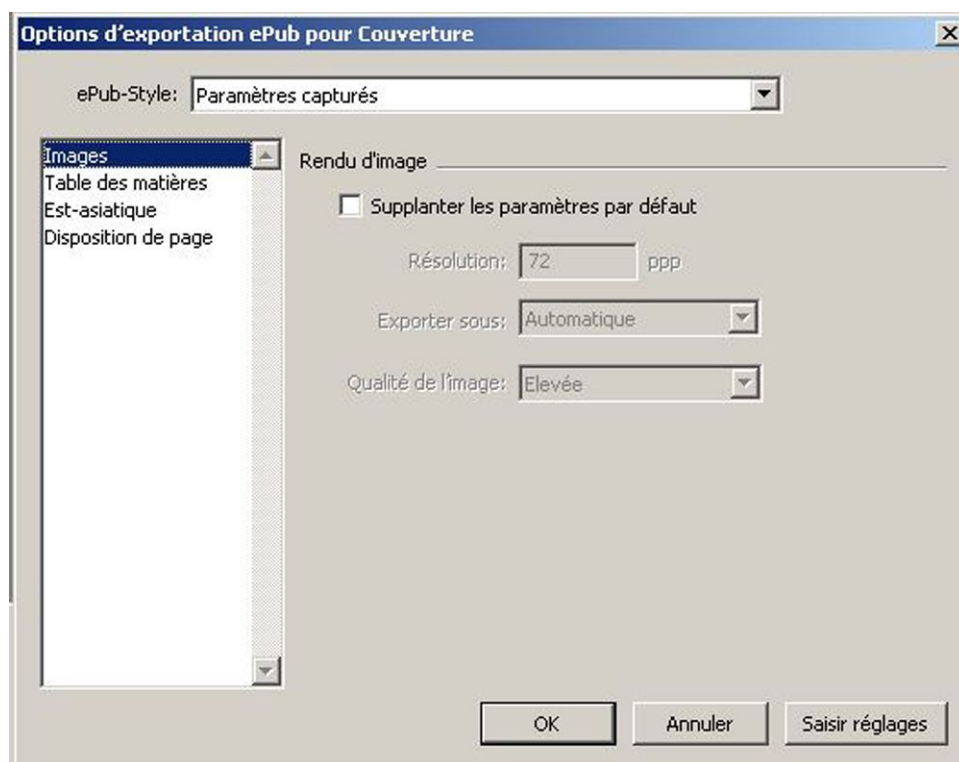 Options d'exportation ePub pour Couverture
ePub-Style: Paramètres capturés
Images
Table des matières
Est-asiatique
Disposition de page
Rendu d'image
Supplanter les paramètres par défaut
Résolution: 72 ppp
Exporter sous: Automatique
Qualité de l'image: Elevée
OK Annuler Saisir réglages